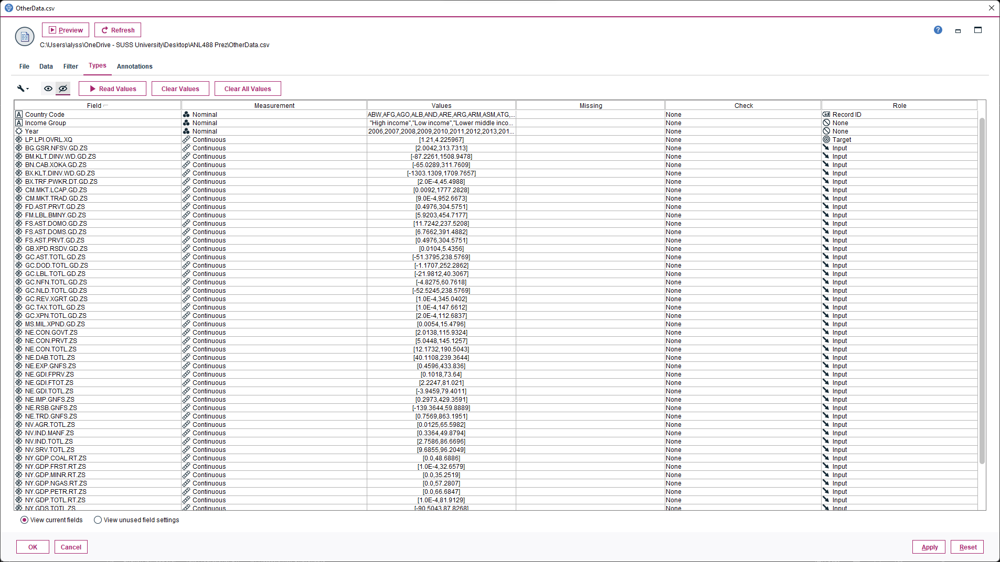 OtherData.csv
Preview Refresh
C:\Users\alyss\OneDrive - SUSS University\Desktop\ANL488 Prez\OtherData.csv
File Data Filter Types Annotations
Read Values Clear Values Clear All Values
Field Measurement Values Missing Check Role
Country Code Nominal ABW,AFG,AGO,ALB,AND,ARE,ARG,ARM,ASM,ATG,... None Record ID
Income Group Nominal "High income","Low income","Lower middle inco... None None
Year Nominal 2006,2007,2008,2009,2010,2011,2012,2013,201... None None
LP.LPI.OVRL.XQ Continuous [1.21,4.225967] None Target
BG.GSR.NFSV.GD.ZS Continuous [2.0042,313.7313] None Input
BM.KLT.DINV.WD.GD.ZS Continuous [-87.2261,1508.9478] None Input
BN.CAB.XOKA.GD.ZS Continuous [-65.0289,311.7609] None Input
BX.KLT.DINV.WD.GD.ZS Continuous [-1303.1309,1709.7657] None Input
BX.TRF.PWKR.DT.GD.ZS Continuous [2.0E-4,45.4988] None Input
CM.MKT.LCAP.GD.ZS Continuous [0.0092,1777.2828] None Input
CM.MKT.TRAD.GD.ZS Continuous [9.0E-4,952.6673] None Input
FD.AST.PRVT.GD.ZS Continuous [0.4976,304.5751] None Input
FM.LBL.BMNY.GD.ZS Continuous [5.9203,454.7177] None Input
FS.AST.DOMO.GD.ZS Continuous [11.7242,237.5208] None Input
FS.AST.DOMS.GD.ZS Continuous [6.7662,391.4882] None Input
FS.AST.PRVT.GD.ZS Continuous [0.4976,304.5751] None Input
GB.XPD.RSDV.GD.ZS Continuous [0.0104,5.4356] None Input
GC.AST.TOTL.GD.ZS Continuous [-51.3795,238.5769] None Input
GC.DOD.TOTL.GD.ZS Continuous [-1.1707,252.2862] None Input
GC.LBL.TOTL.GD.ZS Continuous [-21.9812,40.3067] None Input
GC.NFN.TOTL.GD.ZS Continuous [-4.8275,60.7618] None Input
GC.NLD.TOTL.GD.ZS Continuous [-52.5245,238.5769] None Input
GC.REV.XGRT.GD.ZS Continuous [1.0E-4,345.0402] None Input
GC.TAX.TOTL.GD.ZS Continuous [1.0E-4,147.6612] None Input
GC.XPN.TOTL.GD.ZS Continuous [2.0E-4,112.6837] None Input
MS.MIL.XPND.GD.ZS Continuous [0.0054,15.4796] None Input
NE.CON.GOVT.ZS Continuous [2.0138,115.9324] None Input
NE.CON.PRVT.ZS Continuous [5.0448,145.1257] None Input
NE.CON.TOTL.ZS Continuous [12.1732,190.5043] None Input
NE.DAB.TOTL.ZS Continuous [40.1108,239.3644] None Input
NE.EXP.GNFS.ZS Continuous [0.4596,433.836] None Input
NE.GDI.FPRV.ZS Continuous [0.1018,73.64] None Input
NE.GDI.FTOT.ZS Continuous [2.2247,81.021] None Input
NE.GDI.TOTL.ZS Continuous [-3.9459,79.4011] None Input
NE.IMP.GNFS.ZS Continuous [0.2973,429.3591] None Input
NE.RSB.GNFS.ZS Continuous [-139.3644,59.8889] None Input
NE.TRD.GNFS.ZS Continuous [0.7569,863.1951] None Input
NV.AGR.TOTL.ZS Continuous [0.0125,65.5982] None Input
NV.IND.MANF.ZS Continuous [0.3364,49.8794] None Input
NV.IND.TOTL.ZS Continuous [2.7586,86.6696] None Input
NV.SRV.TOTL.ZS Continuous [9.6855,96.2049] None Input
NY.GDP.COAL.RT.ZS Continuous [0.0,48.6886] None Input
NY.GDP.FRST.RT.ZS Continuous [1.0E-4,32.6579] None Input
NY.GDP.MINR.RT.ZS Continuous [0.0,35.2519] None Input
NY.GDP.NGAS.RT.ZS Continuous [0.0,57.2807] None Input
NY.GDP.PETR.RT.ZS Continuous [0.0,66.6847] None Input
NY.GDP.TOTL.RT.ZS Continuous [1.0E-4,81.9129] None Input
NY.GDS.TOTL.ZS Continuous [-90.5043,87.8268] None Input
View current fields View unused field settings
OK Cancel Apply Reset